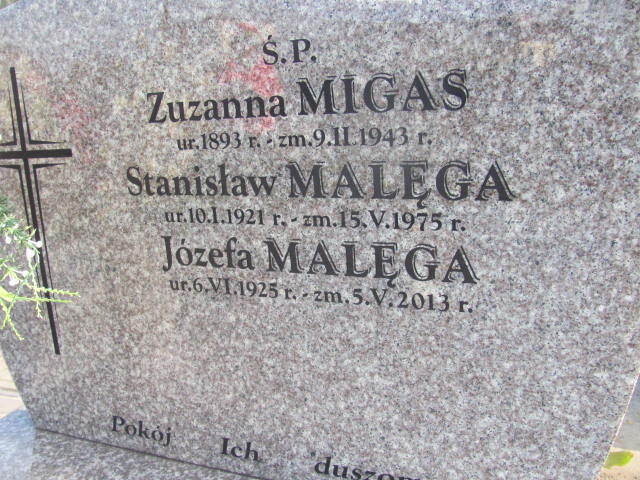 Ś.P.
Zuzanna MIGAS
ur.1893 r. - zm.9.II.1943 r.
Stanisław MALĘGA
ur.10.I.1921 r. - zm.15.V.1975 r.
Józefa MALĘGA
ur.6.VI.1925 r. - zm.5.V.2013 r.
Pokój Ich duszom